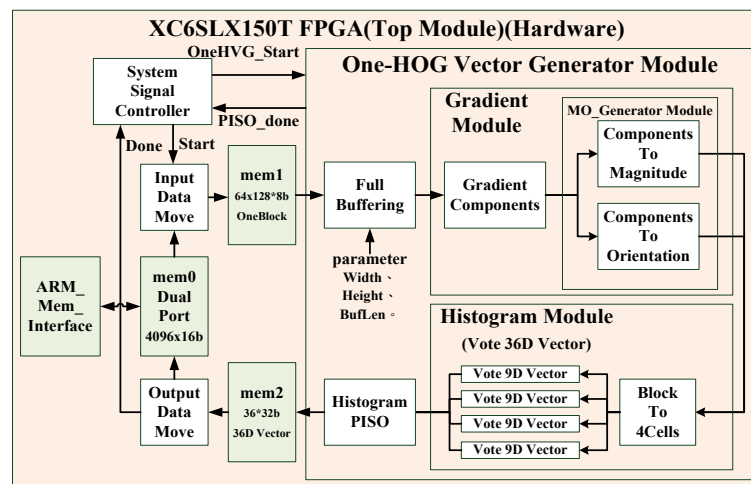 XC6SLX150T FPGA(Top Module)(Hardware)
OneHVG_Start
One-HOG Vector Generator Module
System
Signal
Controller
PISO_done
Done
Start
Gradient
Module
MO_Generator Module
Components
To
Magnitude
Input
Data
Move
mem1
64x128*8b
OneBlock
Full
Buffering
Gradient
Components
Components
To
Orientation
parameter
Width、
Height、
BufLen。
ARM_
Mem_
Interface
mem0
Dual
Port
4096x16b
Histogram Module
(Vote 36D Vector)
Vote 9D Vector
Vote 9D Vector
Vote 9D Vector
Vote 9D Vector
Block
To
4Cells
Output
Data
Move
mem2
36*32b
36D Vector
Histogram
PISO